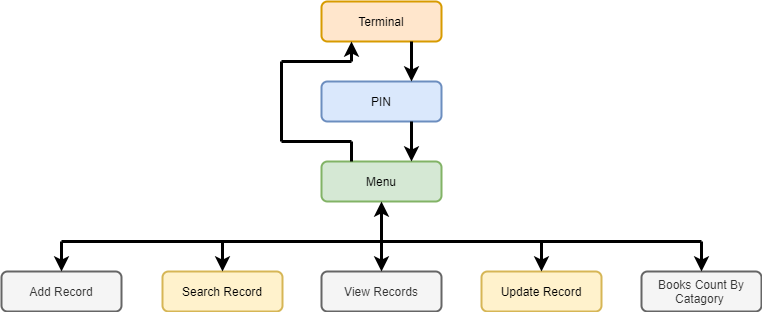 Terminal
PIN
Menu
Add Record
Search Record
View Records
Update Record
Books Count By
Catagory